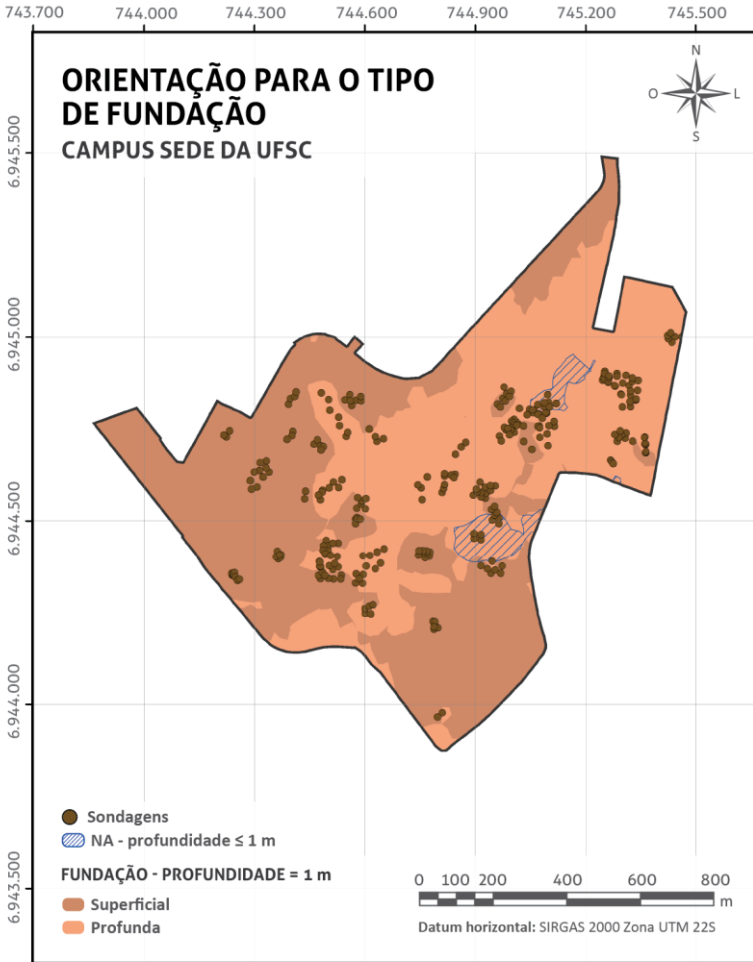 743.700 744.000 744.300 744.600 744.900 745.200 745.500
ORIENTAÇÃO PARA O TIPO
DE FUNDAÇÃO
CAMPUS SEDE DA UFSC
N
O L
S
6.945.500
6.945.000
6.944.500
6.944.000
6.943.500
Sondagens
NA - profundidade ≤ 1 m
FUNDAÇÃO - PROFUNDIDADE = 1 m
Superficial
Profunda
0 100 200 400 600 800
m
Datum horizontal: SIRGAS 2000 Zona UTM 22S